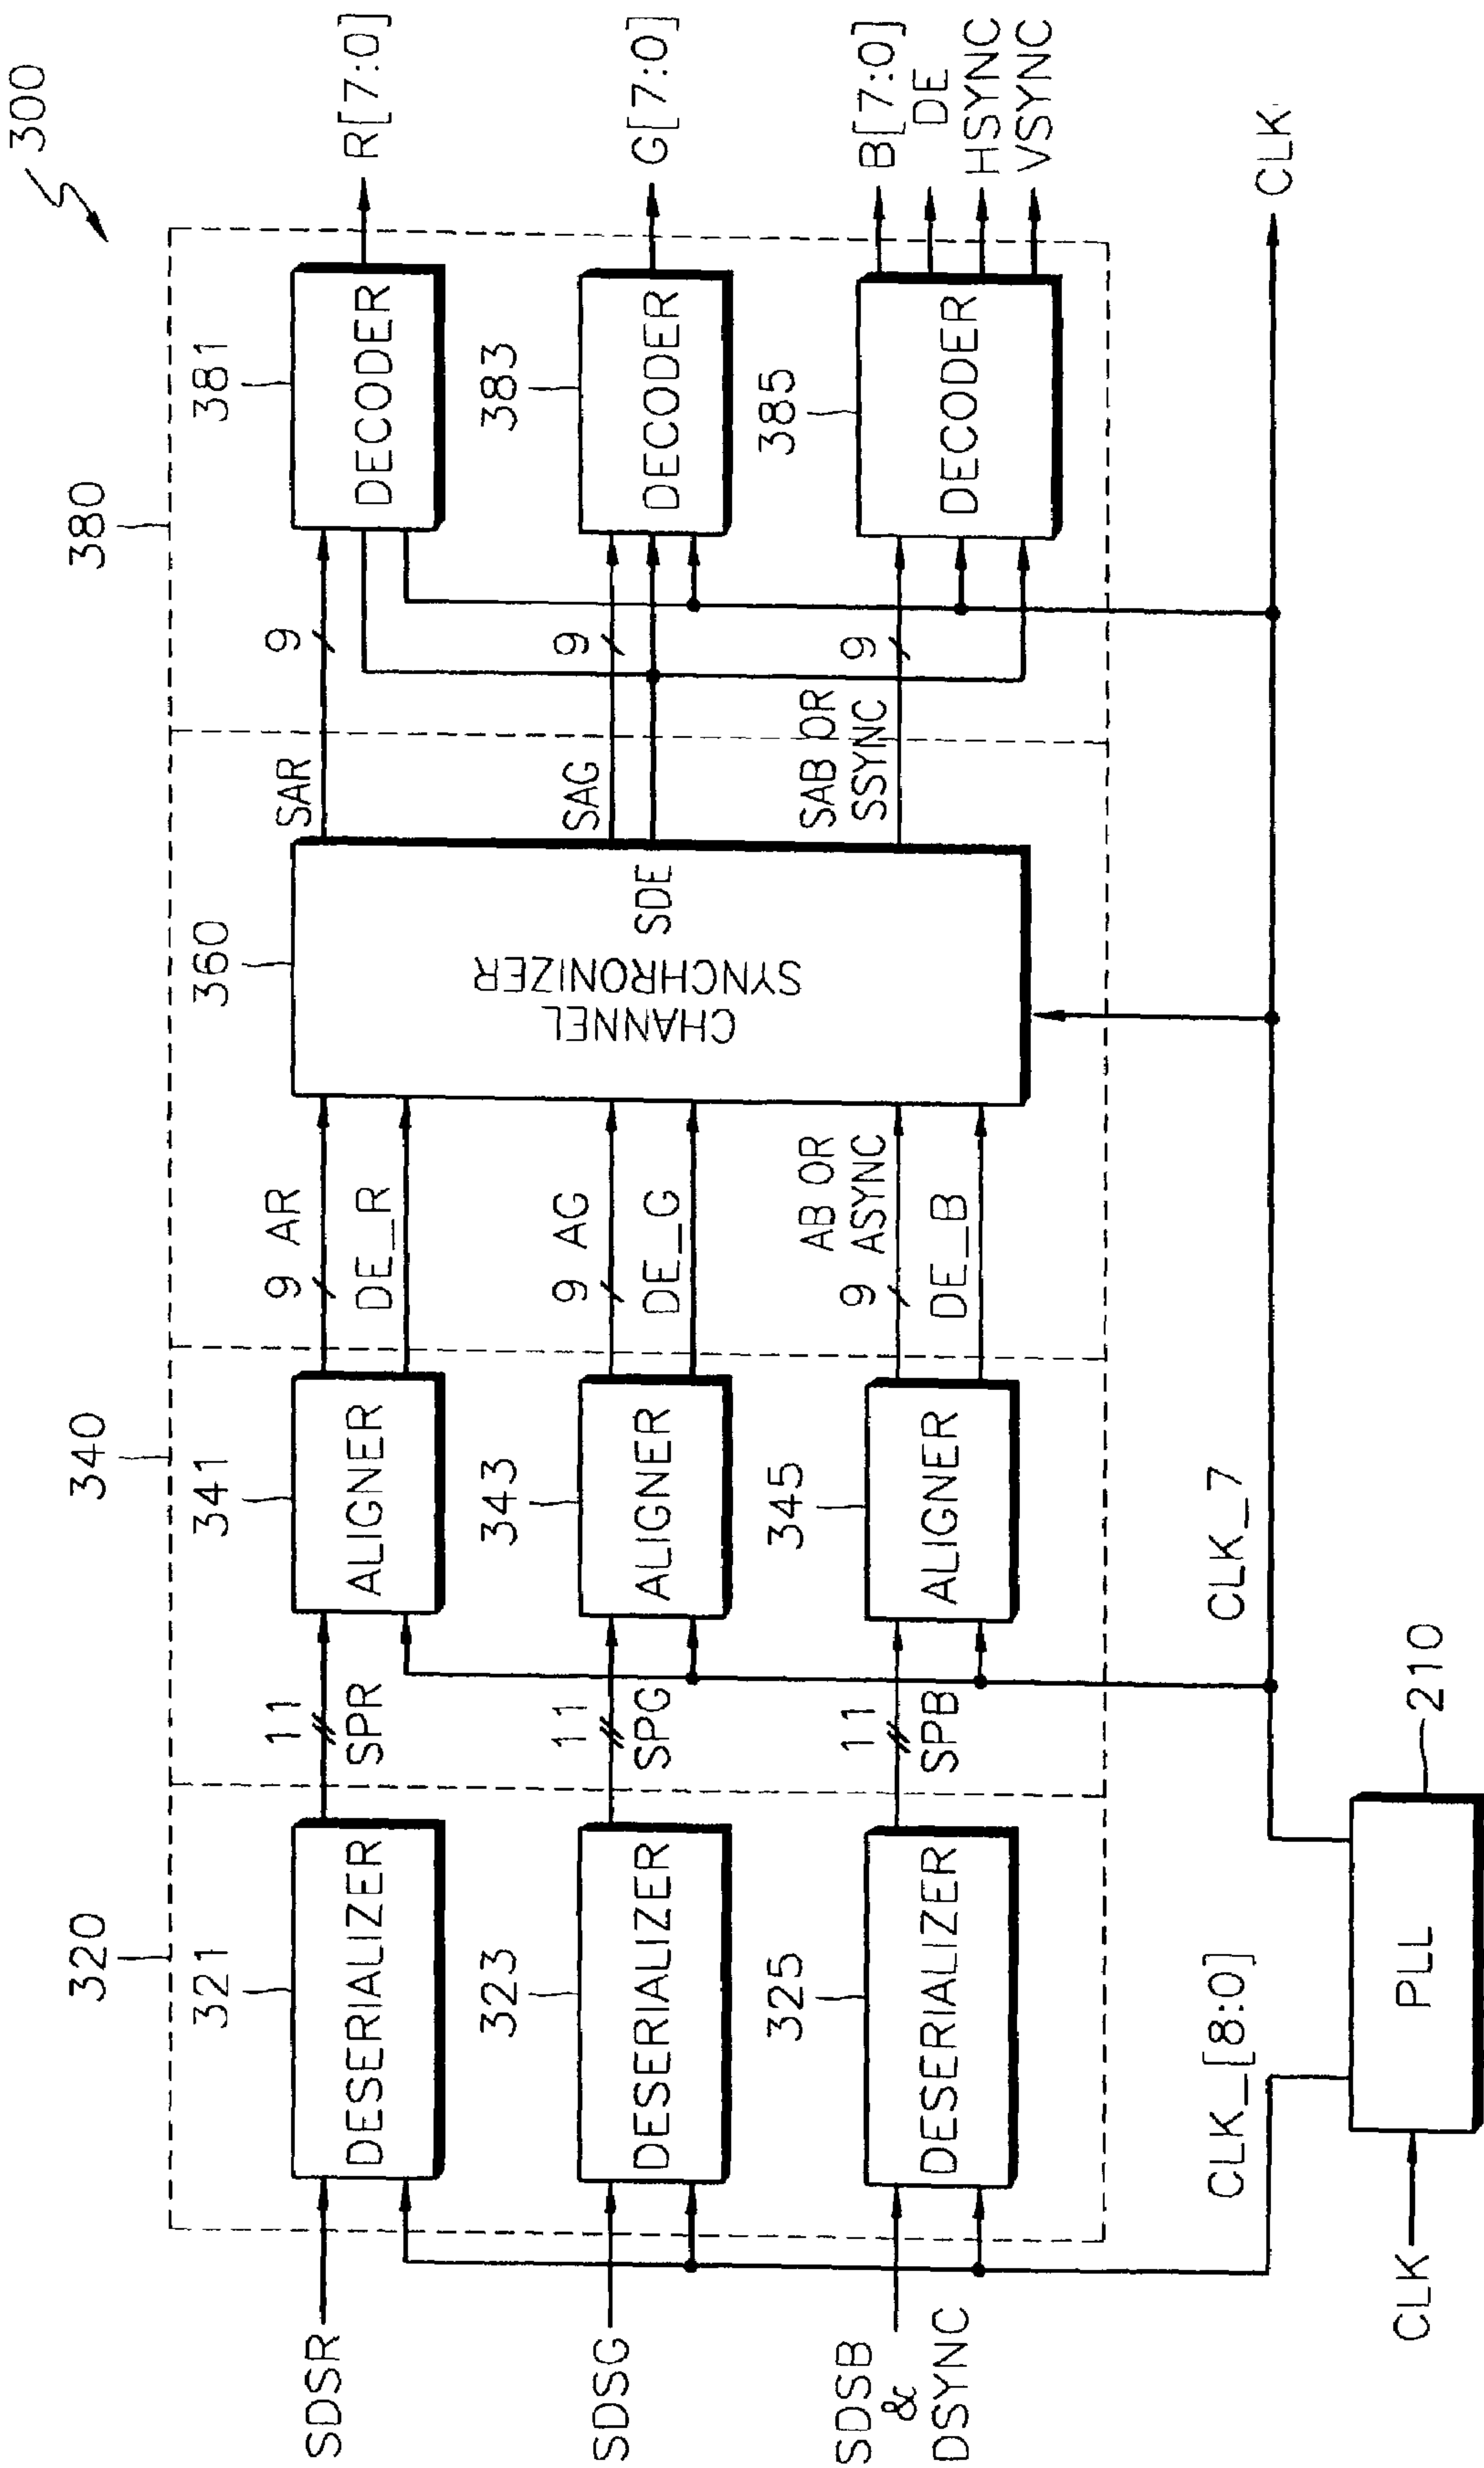 300
320
340
380
321
341
360
381
SDSR
DESERIALIZER
11
SPR
ALIGNER
9 AR
DE_R
CHANNEL
SYNCHRONIZER
SDE
SAR
9
DECODER
R[7:0]
323
343
383
SDSG
DESERIALIZER
11
SPG
ALIGNER
9 AG
DE_G
SAG
9
DECODER
G[7:0]
325
345
385
SDSB
&
DSYNC
DESERIALIZER
11
SPB
ALIGNER
AB OR
9 ASYNC
DE_B
SAB OR
SSYNC
9
DECODER
B[7:0]
DE
HSYNC
VSYNC
CLK_[8:0]
CLK_7
CLK
CLK
PLL
210